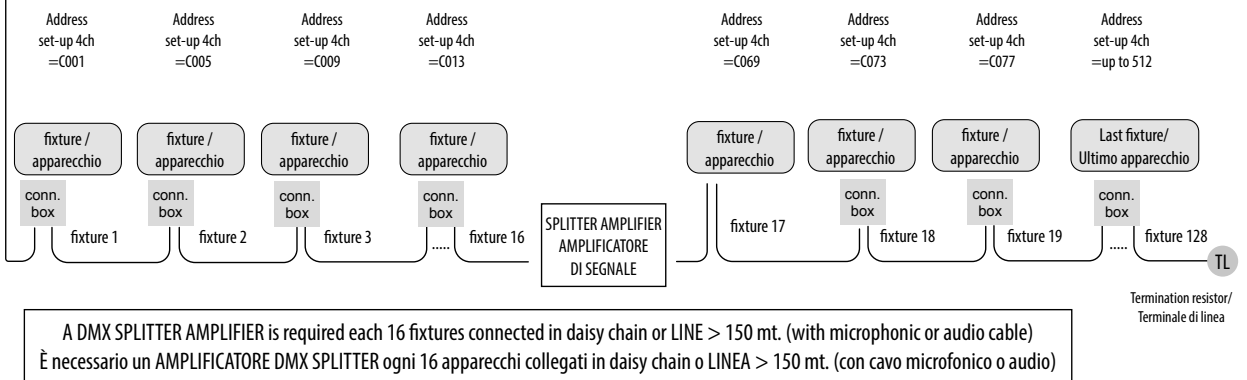 Address
set-up 4ch
=C001
Address
set-up 4ch
=C005
Address
set-up 4ch
=C009
Address
set-up 4ch
=C013
Address
set-up 4ch
=C069
Address
set-up 4ch
=C073
Address
set-up 4ch
=C077
Address
set-up 4ch
=up to 512
fixture /
apparecchio
fixture /
apparecchio
fixture /
apparecchio
fixture /
apparecchio
fixture /
apparecchio
fixture /
apparecchio
fixture /
apparecchio
Last fixture/
Ultimo apparecchio
conn.
box
fixture 1
conn.
box
fixture 2
conn.
box
fixture 3
conn.
box
.....
fixture 16
SPLITTER AMPLIFIER
AMPLIFICATORE
DI SEGNALE
fixture 17
conn.
box
fixture 18
conn.
box
fixture 19
conn.
box
.....
fixture 128
TL
Termination resistor/
Terminale di linea
A DMX SPLITTER AMPLIFIER is required each 16 fixtures connected in daisy chain or LINE > 150 mt. (with microphonic or audio cable)
È necessario un AMPLIFICATORE DMX SPLITTER ogni 16 apparecchi collegati in daisy chain o LINEA > 150 mt. (con cavo microfonico o audio)